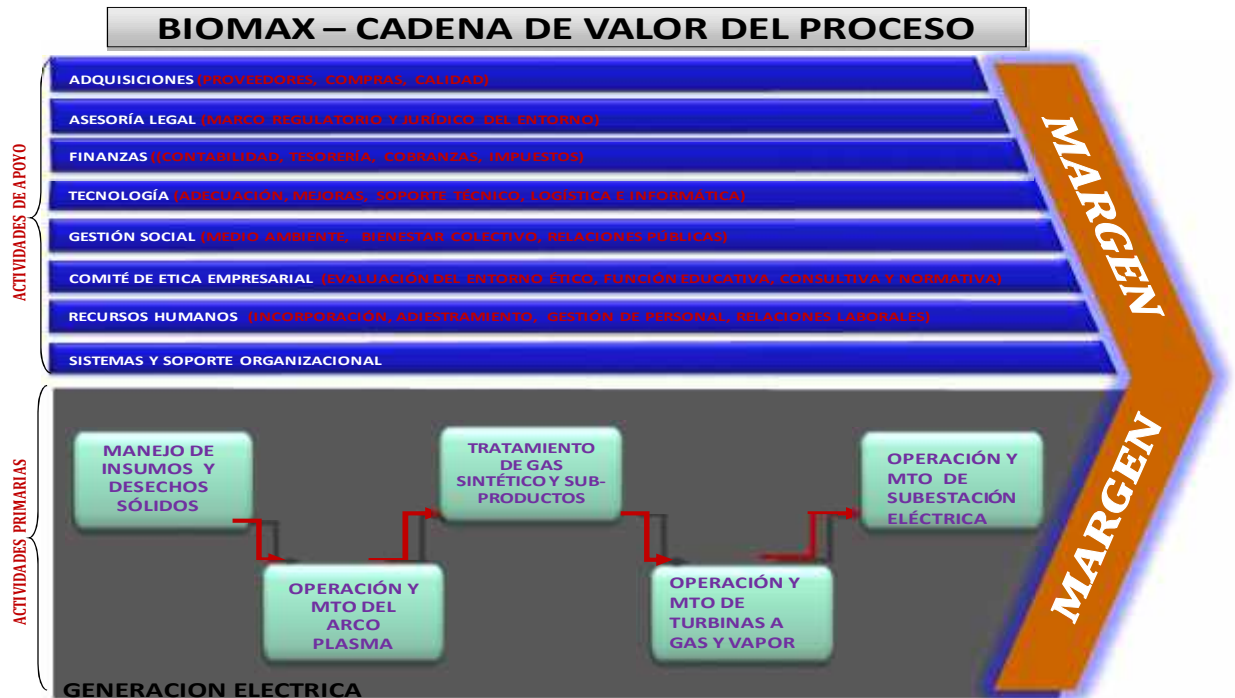 BIOMAX – CADENA DE VALOR DEL PROCESO
ACTIVIDADES DE APOYO
ADQUISICIONES (PROVEEDORES, COMPRAS, CALIDAD)
ASESORÍA LEGAL (MARCO REGULATORIO Y JURÍDICO DEL ENTORNO)
FINANZAS ((CONTABILIDAD, TESORERÍA, COBRANZAS, IMPUESTOS)
TECNOLOGÍA (ADECUACIÓN, MEJORAS, SOPORTE TÉCNICO, LOGÍSTICA E INFORMÁTICA)
GESTIÓN SOCIAL (MEDIO AMBIENTE, BIENESTAR COLECTIVO, RELACIONES PÚBLICAS)
COMITÉ DE ETICA EMPRESARIAL (EVALUACIÓN DEL ENTORNO ÉTICO, FUNCIÓN EDUCATIVA, CONSULTIVA Y NORMATIVA)
RECURSOS HUMANOS (INCORPORACIÓN, ADIESTRAMIENTO, GESTIÓN DE PERSONAL, RELACIONES LABORALES)
SISTEMAS Y SOPORTE ORGANIZACIONAL
MARGEN
ACTIVIDADES PRIMARIAS
MANEJO DE
INSUMOS Y
DESECHOS
SÓLIDOS
OPERACIÓN Y
MTO DEL
ARCO
PLASMA
TRATAMIENTO
DE GAS
SINTÉTICO Y SUB-
PRODUCTOS
OPERACIÓN Y
MTO DE
TURBINAS A
GAS Y VAPOR
OPERACIÓN Y
MTO DE
SUBESTACIÓN
ELÉCTRICA
MARGEN
GENERACION ELECTRICA